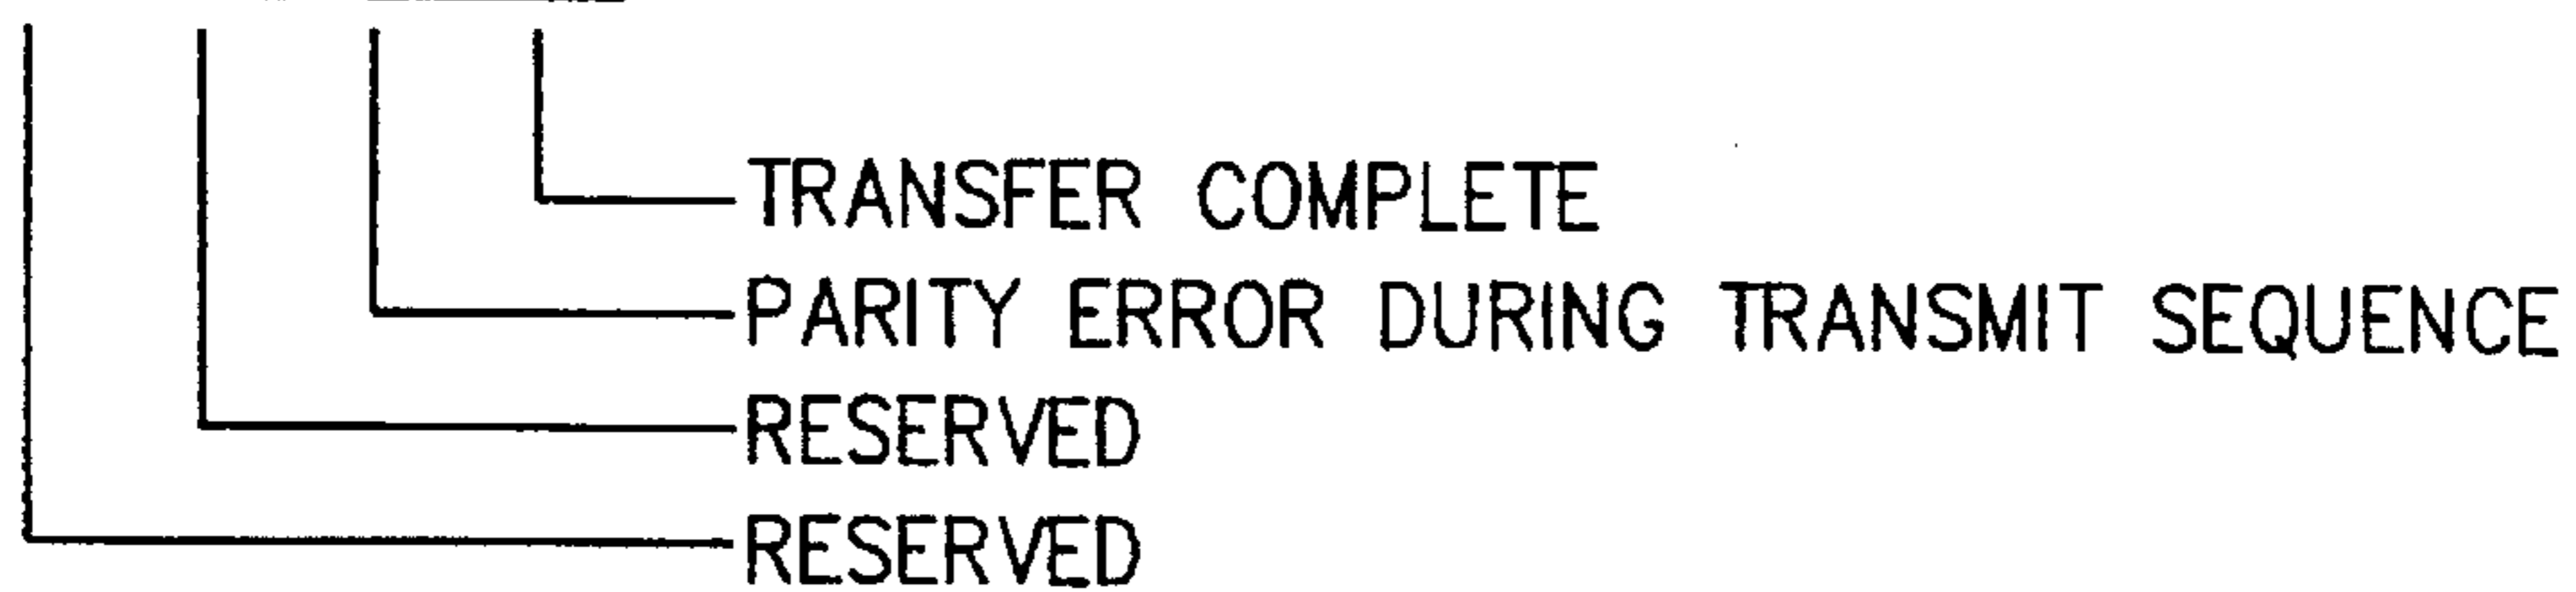 TRANSFER COMPLETE
PARITY ERROR DURING TRANSMIT SEQUENCE
RESERVED
RESERVED